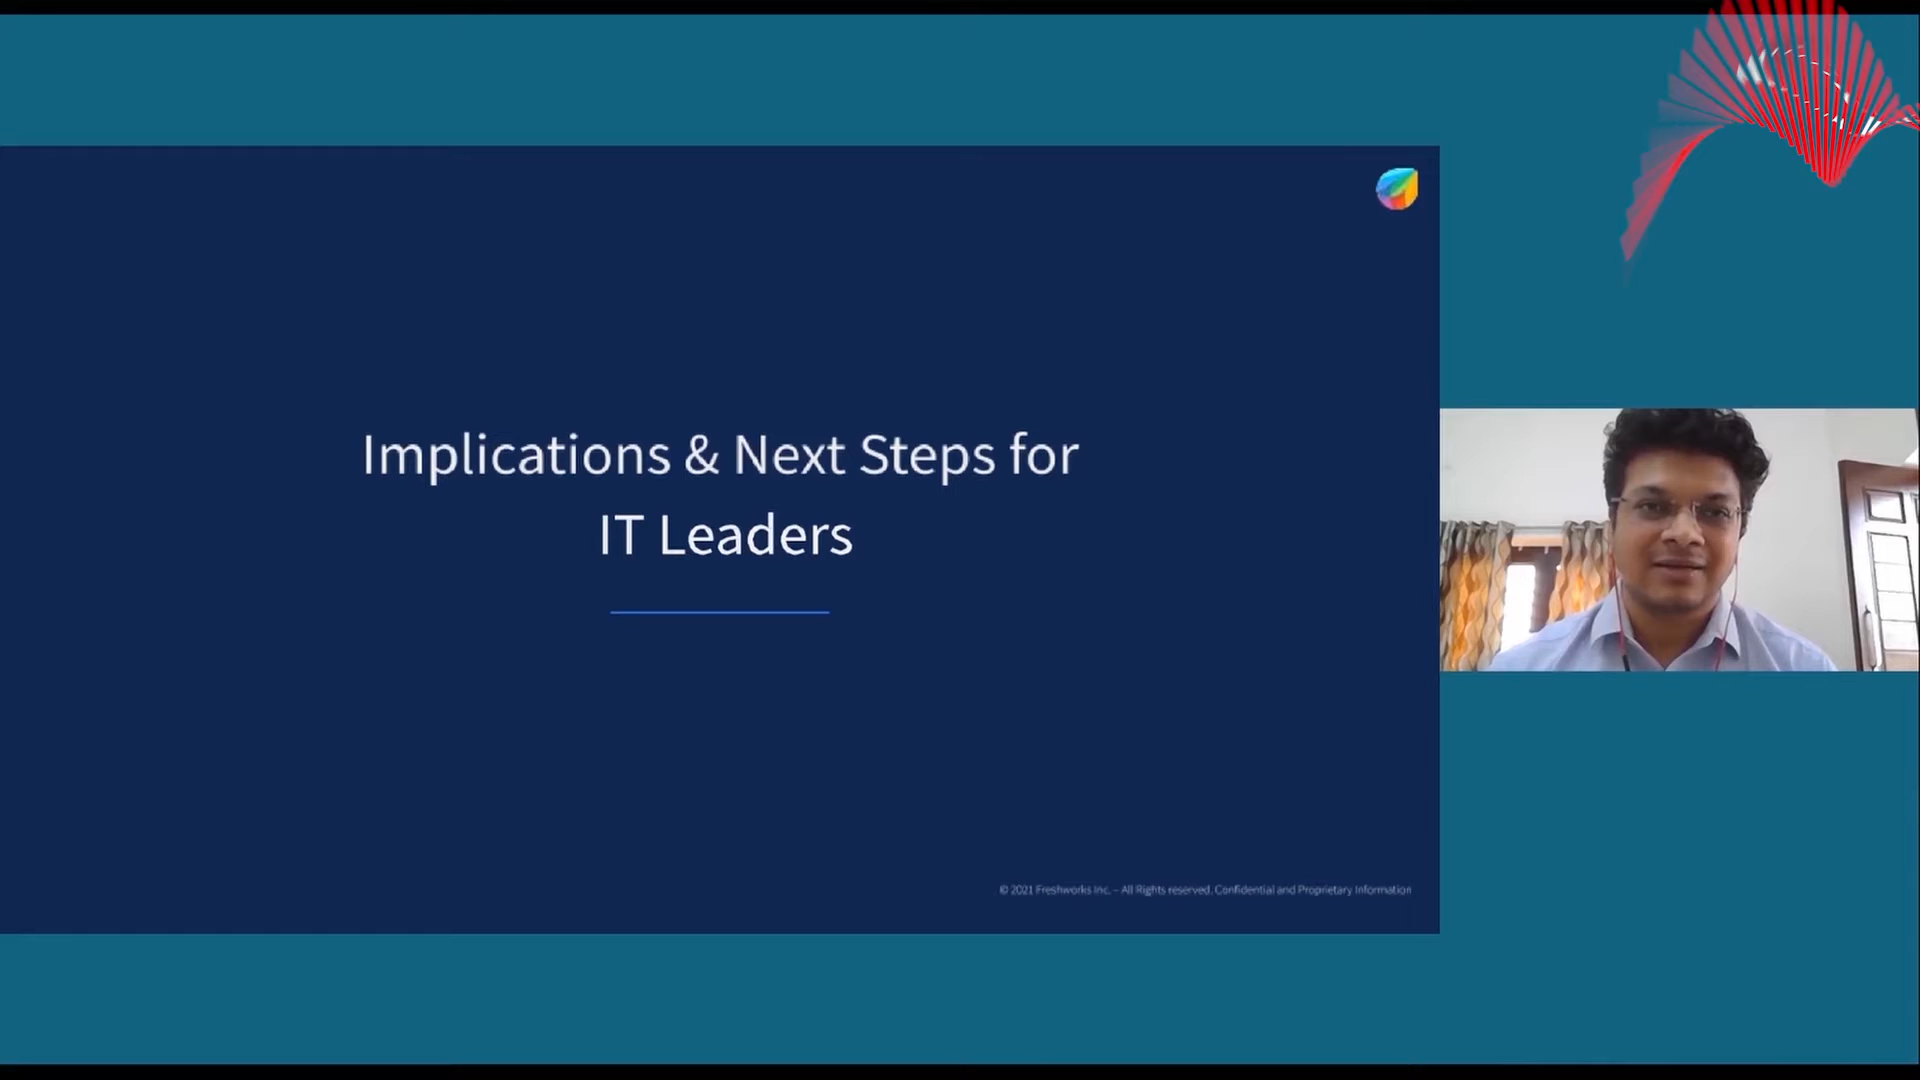 Implications & Next Steps for
IT Leaders
© 2021 Freshworks Inc. – All Rights reserved. Confidential and Proprietary Information